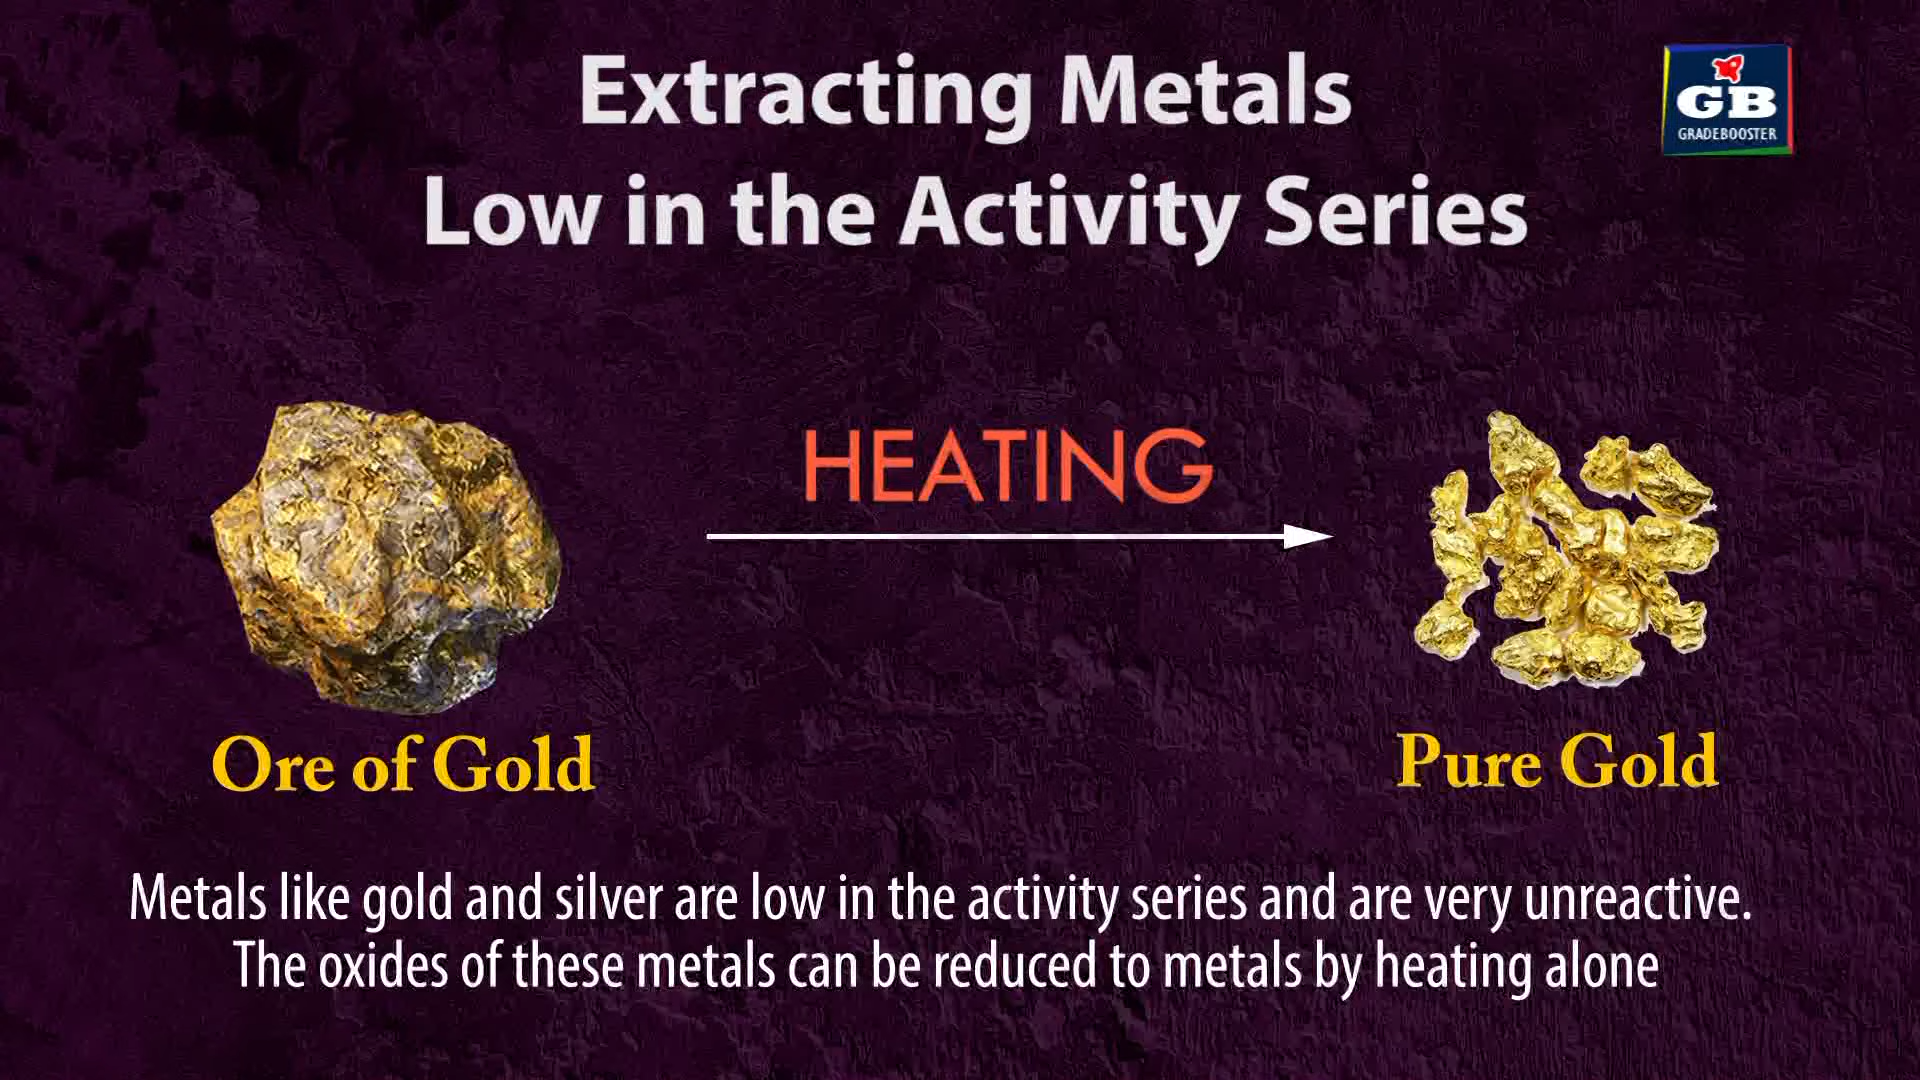 Extracting Metals
Low in the Activity Series
GB
GRADEBOOSTER
HEATING
Ore of Gold
Pure Gold
Metals like gold and silver are low in the activity series and are very unreactive.
The oxides of these metals can be reduced to metals by heating alone